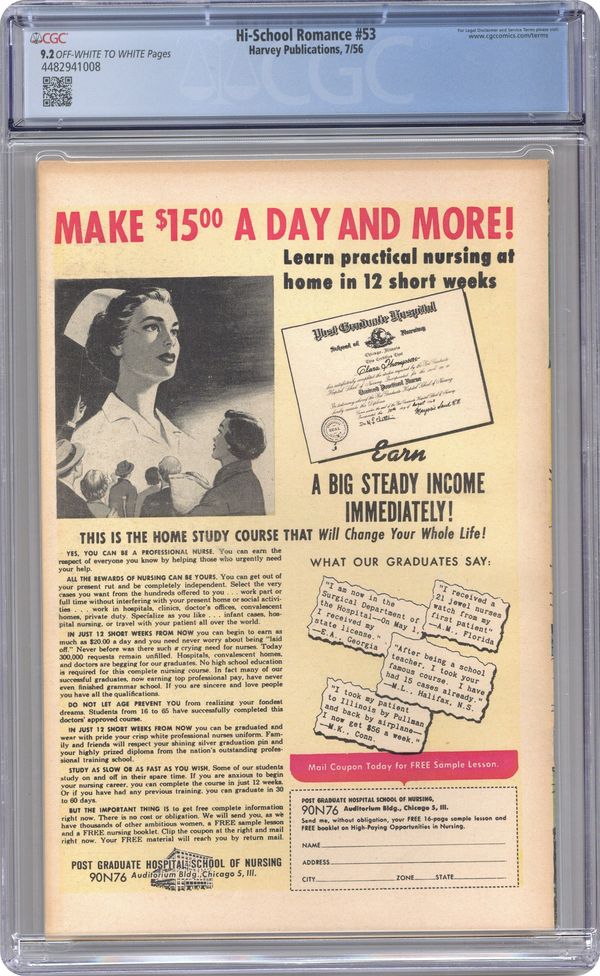 CGC
9.2 OFF-WHITE TO WHITE Pages
4482941008
Hi-School Romance #53
Harvey Publications, 7/56
For Legal Disclaimer and Service Terms please visit:
www.cgccomics.com/terms
CGC
MAKE $15⁰⁰ A DAY AND MORE!
Learn practical nursing at
home in 12 short weeks
Post Graduate Hospital
School of Nursing
Chicago, Illinois
This Certifies That
Clara Thompson
Earn
A BIG STEADY INCOME
IMMEDIATELY!
THIS IS THE HOME STUDY COURSE THAT Will Change Your Whole Life!
YES, YOU CAN BE A PROFESSIONAL NURSE. You can earn the
respect of everyone you know by helping those who urgently need
your help.
ALL THE REWARDS OF NURSING CAN BE YOURS. You can get out of
your present rut and be completely independent. Select the very
cases you want from the hundreds offered to you . . . work part or
full time without interfering with your present home or social activi-
ties . . . work in hospitals, clinics, doctor's offices, convalescent
homes, private duty. Specialize as you like . . . infant cases, hos-
pital nursing, or travel with your patient all over the world.
IN JUST 12 SHORT WEEKS FROM NOW you can begin to earn as
much as $20.00 a day and you need never worry about being "laid
off." Never before was there such a crying need for nurses. Today
300,000 requests remain unfilled. Hospitals, convalescent homes,
and doctors are begging for our graduates. No high school education
is required for this complete nursing course. In fact many of our
successful graduates, now earning top professional pay, have never
even finished grammar school. If you are sincere and love people
you have all the qualifications.
DO NOT LET AGE PREVENT YOU from realizing your fondest
dreams. Students from 16 to 65 have successfully completed this
doctors' approved course.
IN JUST 12 SHORT WEEKS FROM NOW you can be graduated and
wear with pride your crisp white professional nurses uniform. Fam-
ily and friends will respect your shining silver graduation pin and
your highly prized diploma from the nation's outstanding profes-
sional training school.
STUDY AS SLOW OR AS FAST AS YOU WISH. Some of our students
study on and off in their spare time. If you are anxious to begin
your nursing career, you can complete the course in just 12 weeks.
Or if you have had any previous training, you can graduate in 30
to 60 days.
BUT THE IMPORTANT THING is to get free complete information
right now. There is no cost or obligation. We will send you, as we
have thousands of other ambitious women, a FREE sample lesson
and a FREE nursing booklet. Clip the coupon at the right and mail
right now. Your FREE material will reach you by return mail.
POST GRADUATE HOSPITAL SCHOOL OF NURSING
90N76 Auditorium Bldg., Chicago 5, Ill.
WHAT OUR GRADUATES SAY:
"I am now in the
Surgical Department of
the Hospital—On May 1,
I received my
state license."
E.A., Georgia
"I received a
21 jewel nurses
watch from my
first patient"
—A.W., Florida
"After being a school
teacher, I took your
famous course. I have
had 15 cases already."
M.L., Halifax, N.S.
"I took my patient
to Illinois by Pullman
and back by airplane—
I now get $56 a week."
—M.K., Conn.
Mail Coupon Today for FREE Sample Lesson.
POST GRADUATE HOSPITAL SCHOOL OF NURSING,
90N76 Auditorium Bldg., Chicago 5, Ill.
Send me, without obligation, your FREE 16-page sample lesson and
FREE booklet on High-Paying Opportunities in Nursing.
NAME
ADDRESS
CITY ZONE STATE